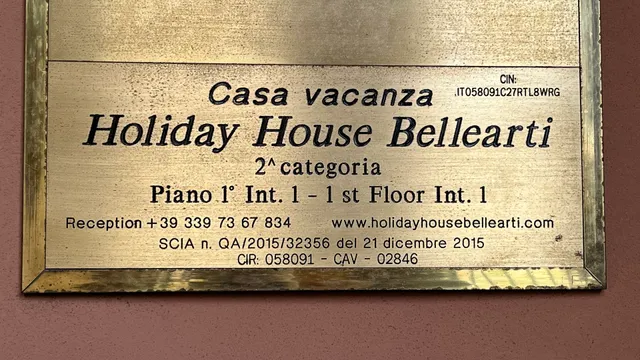 CIN:
IT058091C27RTL8WRG
Casa vacanza
Holiday House Bellearti
2^ categoria
Piano 1° Int. 1 - 1 st Floor Int. 1
Reception +39 339 73 67 834 www.holidayhousebellearti.com
SCIA n. QA/2015/32356 del 21 dicembre 2015
CIR: 058091 - CAV - 02846